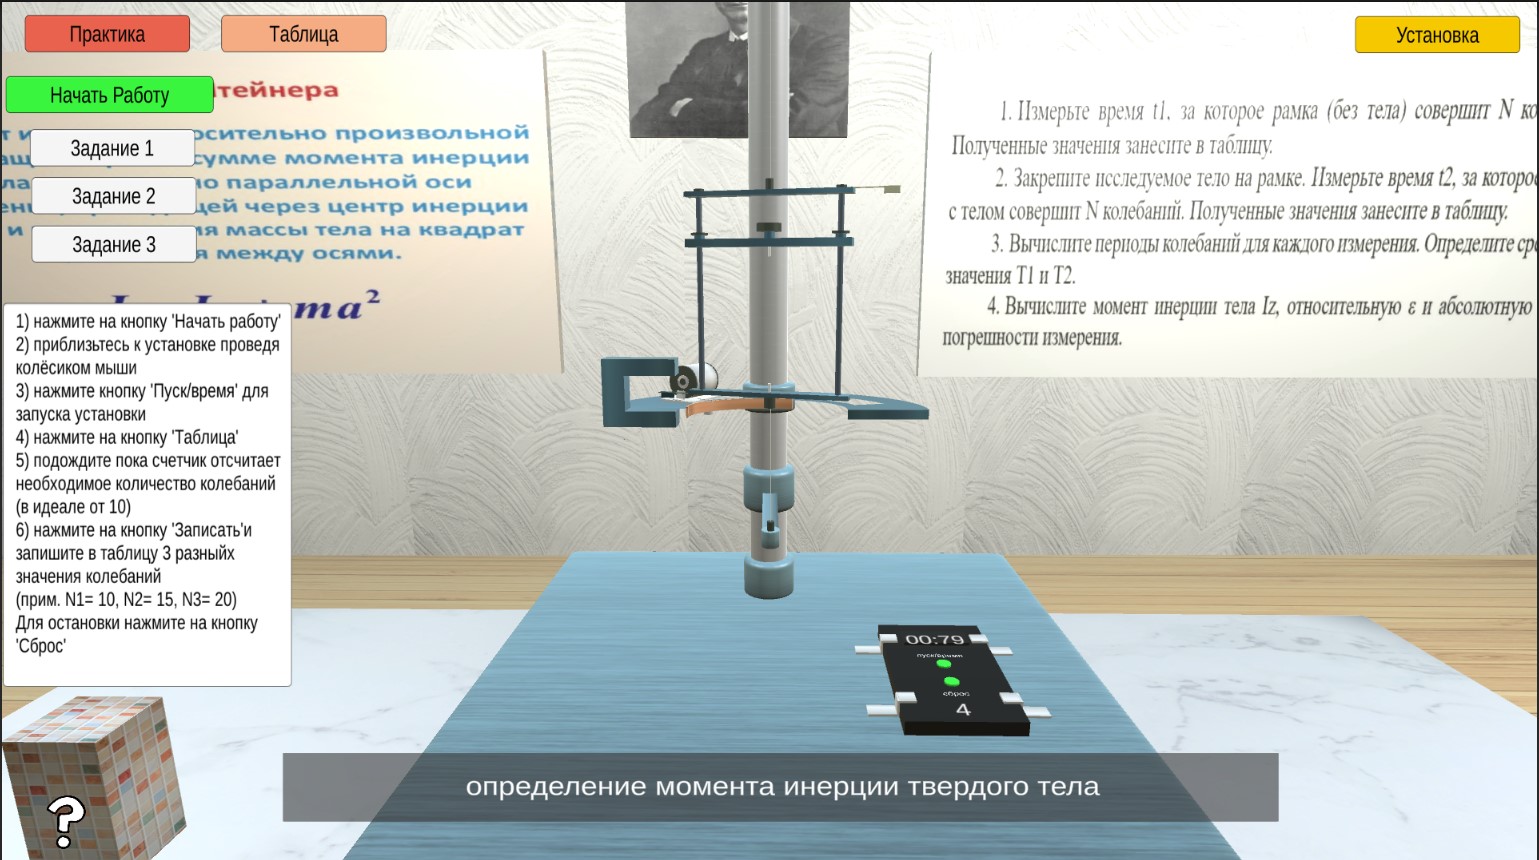 Практика
Таблица
Установка
Начать Работу
Задание 1
Задание 2
Задание 3
тейнера
осительно произвольной
сумме момента инерции
о параллельной оси
ей через центр инерции
и я массы тела на квадрат
я между осями.
ma²
1. Измерьте время t1, за которое рамка (без тела) совершит N
Полученные значения занесите в таблицу.
2. Закрепите исследуемое тело на рамке. Измерьте время t2, за
с телом совершит N колебаний. Полученные значения занесите в таблицу.
3. Вычислите периоды колебаний для каждого измерения. Определите
значения T1 и T2.
4. Вычислите момент инерции тела Iz, относительную ε и абсолютную
погрешности измерения.
1) нажмите на кнопку 'Начать работу'
2) приблизьтесь к установке проведя
колёсиком мыши
3) нажмите кнопку 'Пуск/время' для
запуска установки
4) нажмите на кнопку 'Таблица'
5) подождите пока счетчик отсчитает
необходимое количество колебаний
(в идеале от 10)
6) нажмите на кнопку 'Записать'и
запишите в таблицу 3 разныйх
значения колебаний
(прим. N1= 10, N2= 15, N3= 20)
Для остановки нажмите на кнопку
'Сброс'
00:79
пуск/время
сброс
4
?
определение момента инерции твердого тела